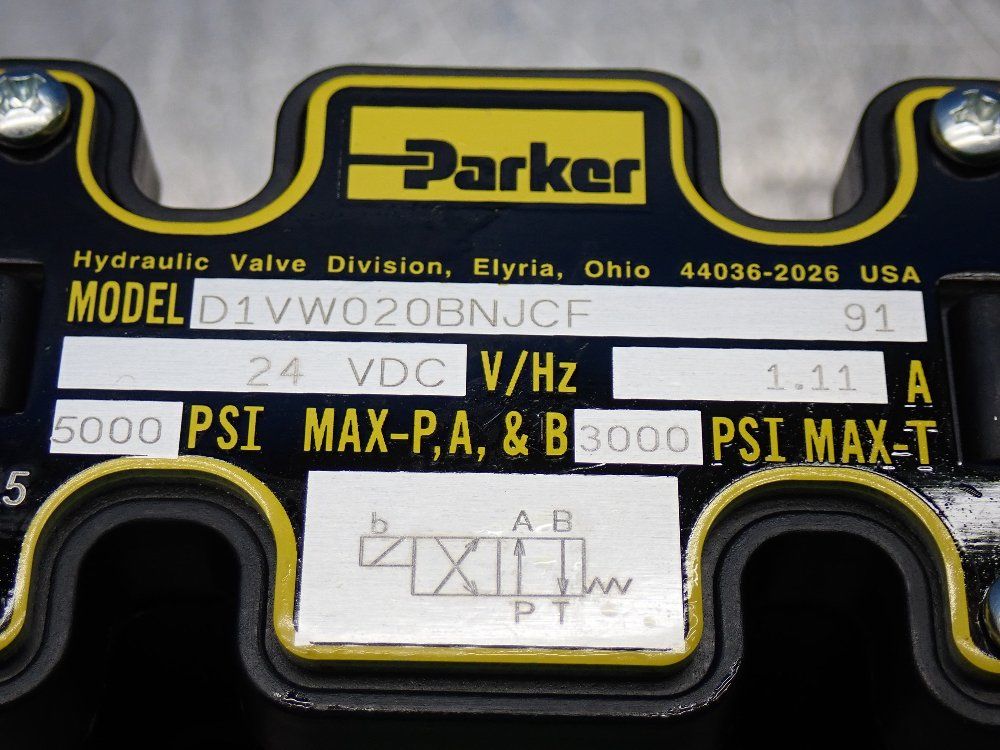 Parker
Hydraulic Valve Division, Elyria, Ohio 44036-2026 USA
MODEL D1VW020BNJCF 91
24 VDC V/Hz 1.11 A
5000 PSI MAX-P,A, & B 3000 PSI MAX-T
5
b A B
P T